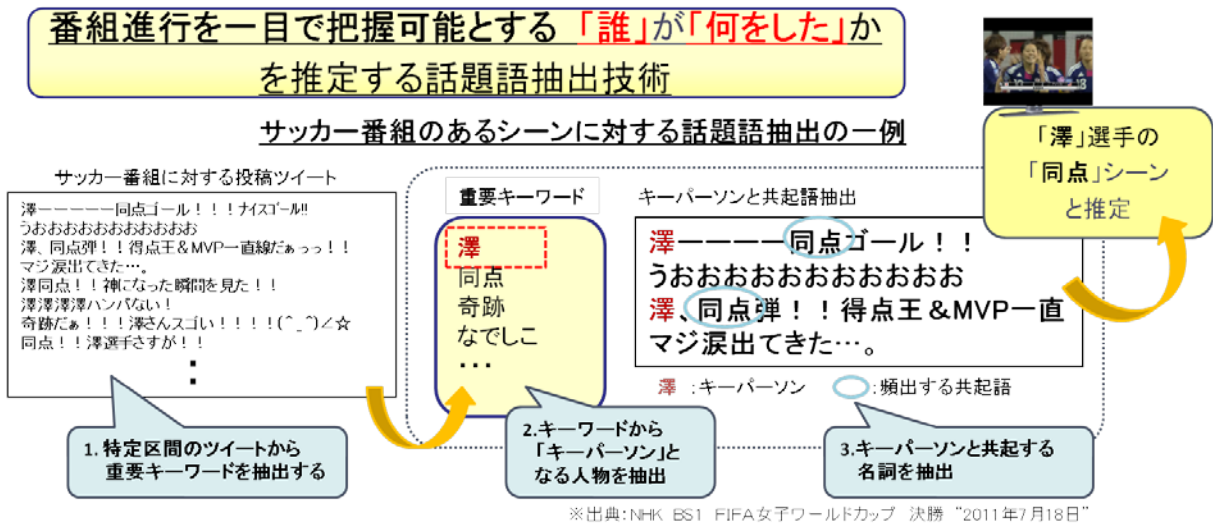 番組進行を一目で把握可能とする 「誰」が「何をした」か
を推定する話題語抽出技術
サッカー番組のあるシーンに対する話題語抽出の一例
サッカー番組に対する投稿ツイート
澤ーーーーー同点ゴール！！！ナイスゴール!!
うおおおおおおおおおおおお
澤、同点弾！！得点王＆MVP一直線だぁっっ！！
マジ涙出てきた…。
澤同点！！神になった瞬間を見た！！
澤澤澤澤ハンパない！
奇跡だぁ！！！澤さんスゴい！！！！(^_^)∠☆
同点！！澤選手さすが！！
重要キーワード
澤
同点
奇跡
なでしこ
・・・
キーパーソンと共起語抽出
澤ーーーー同点ゴール！！
うおおおおおおおおおおおお
澤、同点弾！！得点王＆MVP一直
マジ涙出てきた…。
澤 :キーパーソン :頻出する共起語
「澤」選手の
「同点」シーン
と推定
1. 特定区間のツイートから
重要キーワードを抽出する
2.キーワードから
「キーパーソン」と
なる人物を抽出
3.キーパーソンと共起する
名詞を抽出
※出典：NHK BS1 FIFA女子ワールドカップ 決勝 “2011年7月18日”